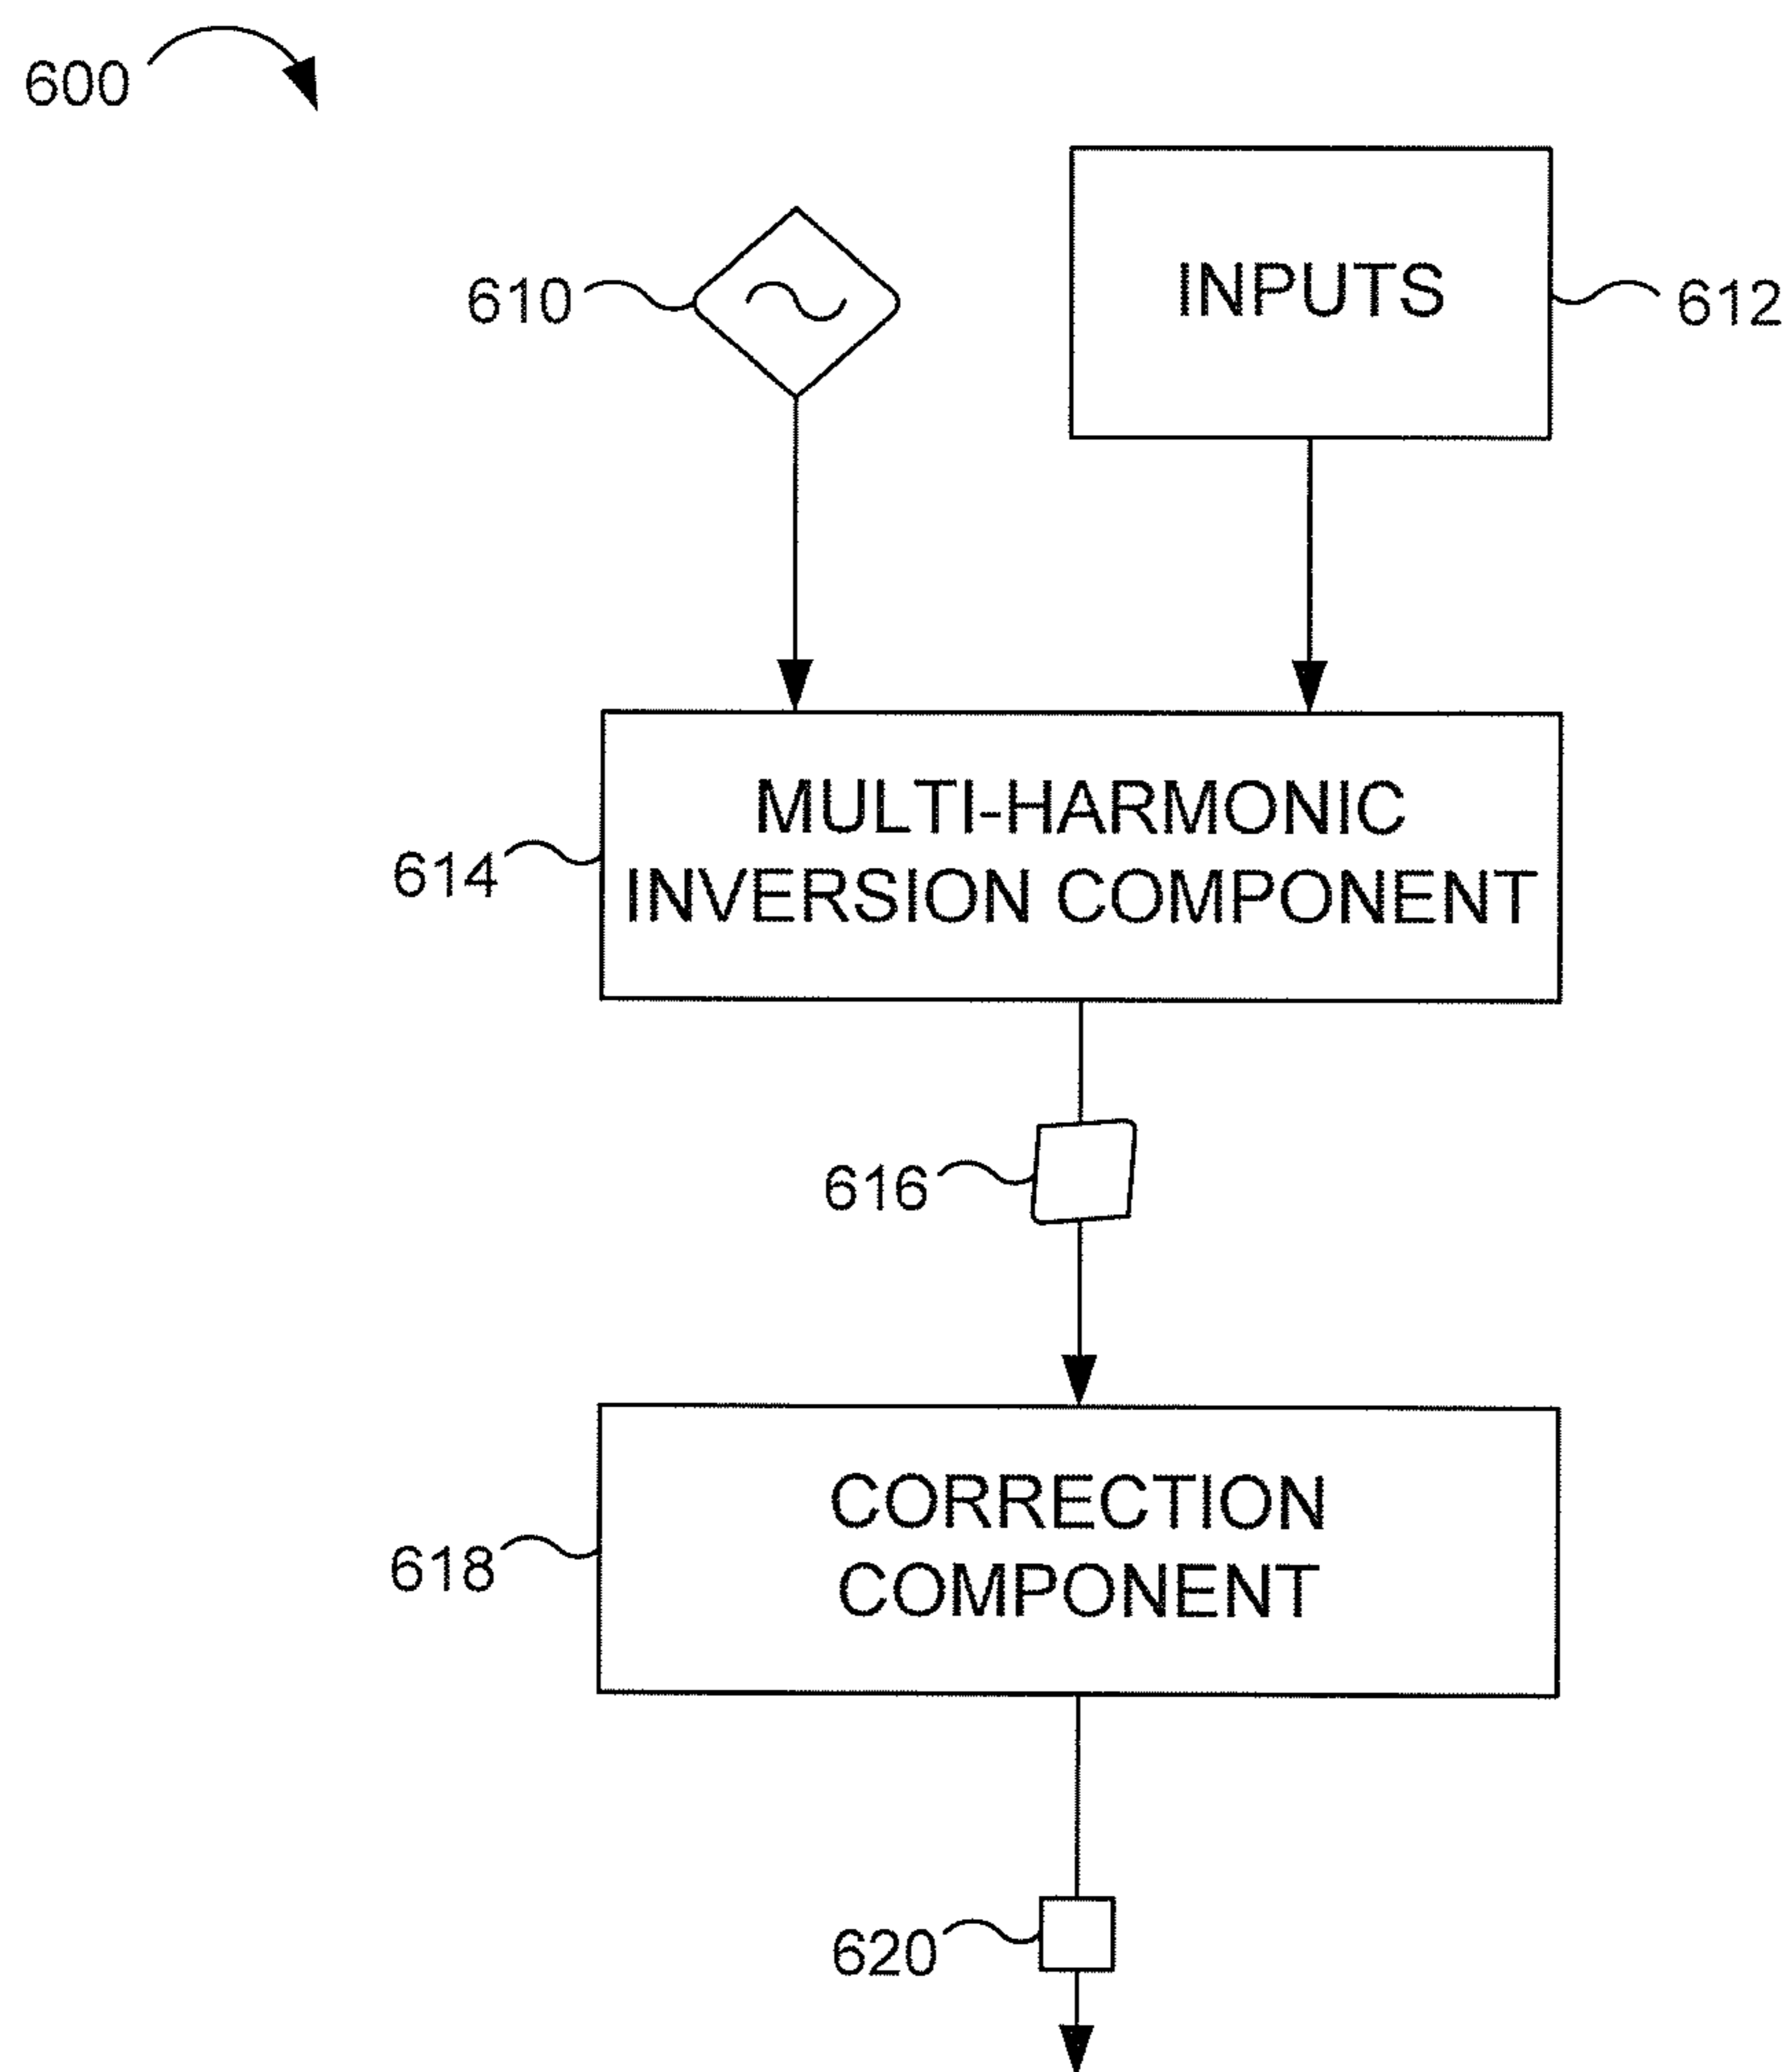 600
INPUTS
610
612
MULTI-HARMONIC
INVERSION COMPONENT
614
616
CORRECTION
COMPONENT
618
620